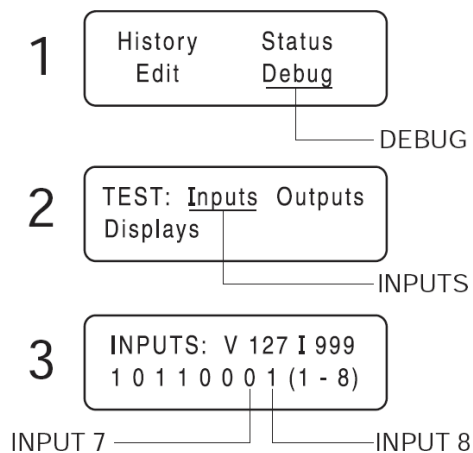 1
History Status
Edit Debug
DEBUG
2
TEST: Inputs Outputs
Displays
INPUTS
3
INPUTS: V 127 I 999
1 0 1 1 0 0 0 1 (1 - 8)
INPUT 7 INPUT 8